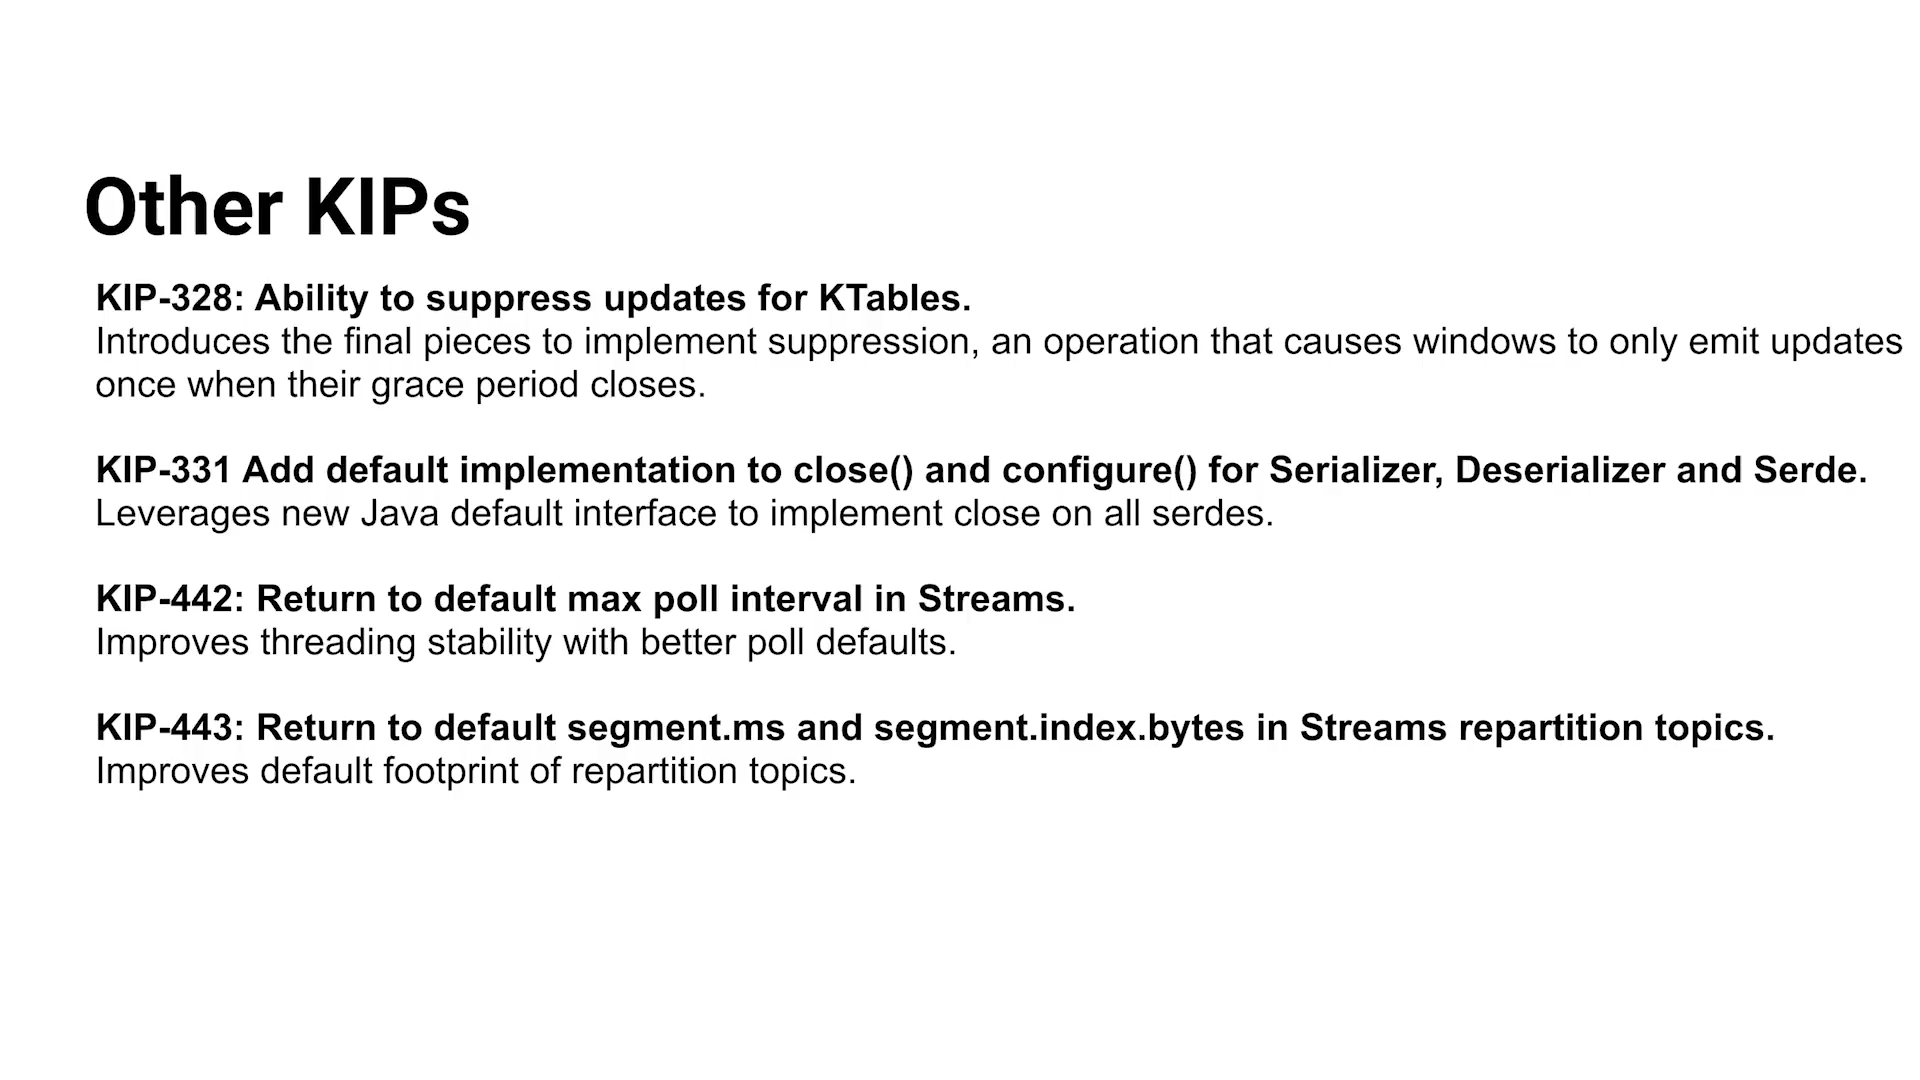 Other KIPs
KIP-328: Ability to suppress updates for KTables.
Introduces the final pieces to implement suppression, an operation that causes windows to only emit updates
once when their grace period closes.
KIP-331 Add default implementation to close() and configure() for Serializer, Deserializer and Serde.
Leverages new Java default interface to implement close on all serdes.
KIP-442: Return to default max poll interval in Streams.
Improves threading stability with better poll defaults.
KIP-443: Return to default segment.ms and segment.index.bytes in Streams repartition topics.
Improves default footprint of repartition topics.